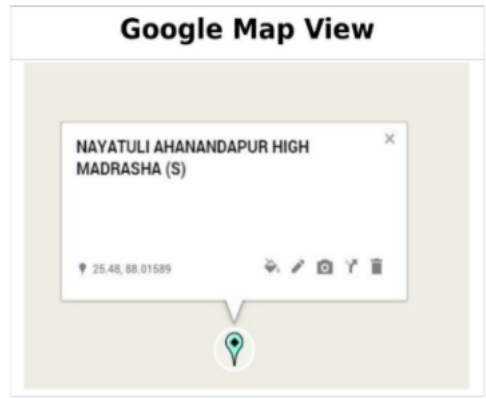 Google Map View
NAYATULI AHANANDAPUR HIGH
MADRASHA (S)
25.48, 88.01589